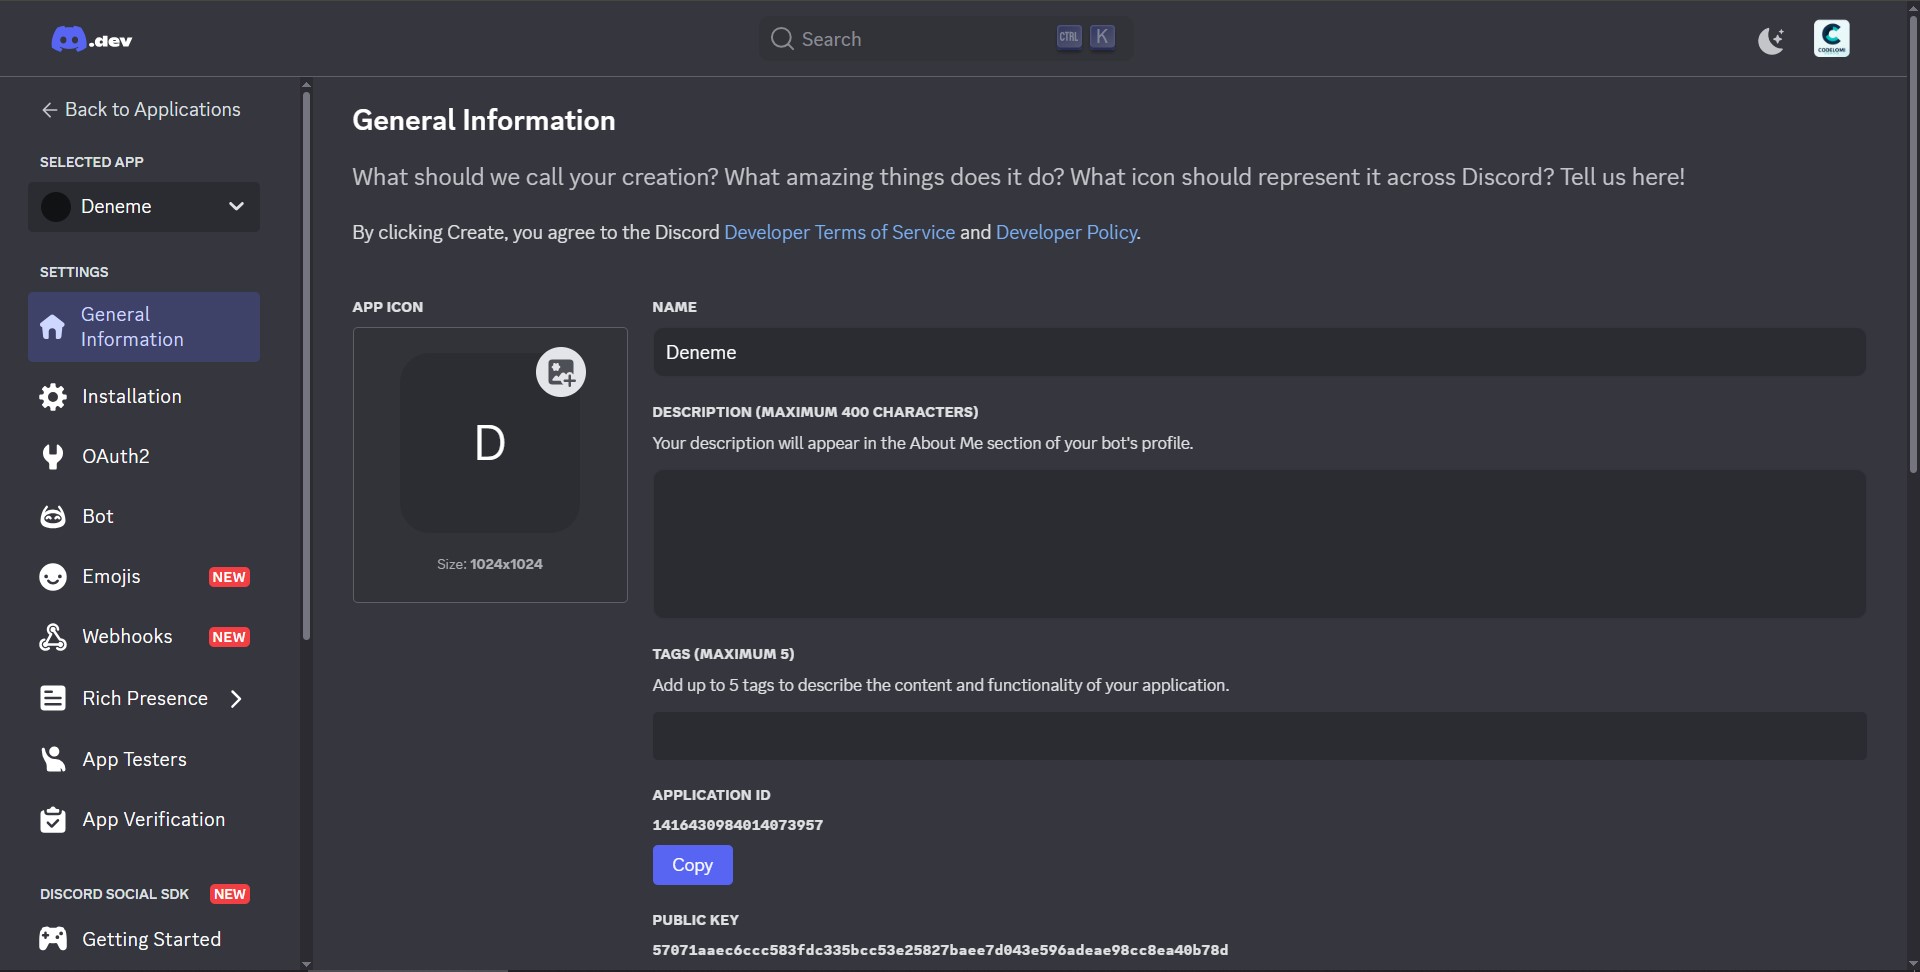 .dev
Search
CTRL K
CODELOMI
Back to Applications
SELECTED APP
Deneme
SETTINGS
General
Information
Installation
OAuth2
Bot
Emojis NEW
Webhooks NEW
Rich Presence
App Testers
App Verification
DISCORD SOCIAL SDK NEW
Getting Started
General Information
What should we call your creation? What amazing things does it do? What icon should represent it across Discord? Tell us here!
By clicking Create, you agree to the Discord Developer Terms of Service and Developer Policy.
APP ICON
D
Size: 1024x1024
NAME
Deneme
DESCRIPTION (MAXIMUM 400 CHARACTERS)
Your description will appear in the About Me section of your bot's profile.
TAGS (MAXIMUM 5)
Add up to 5 tags to describe the content and functionality of your application.
APPLICATION ID
1416430984014073957
Copy
PUBLIC KEY
57071aaec6ccc583fdc335bcc53e25827baee7d043e596adeae98cc8ea40b78d